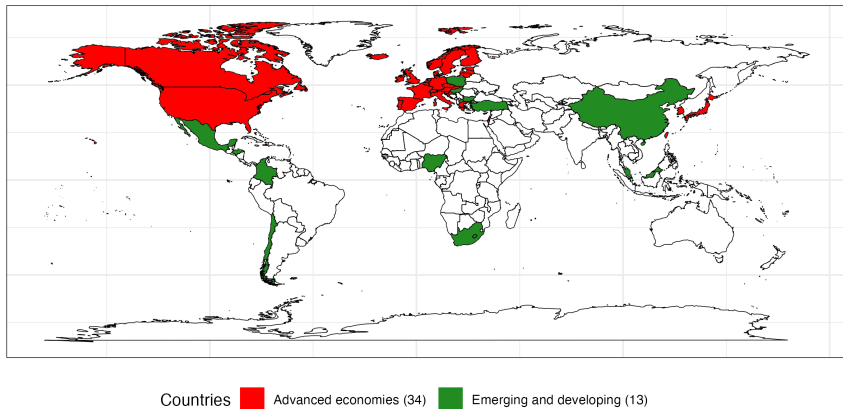 Countries Advanced economies (34) Emerging and developing (13)